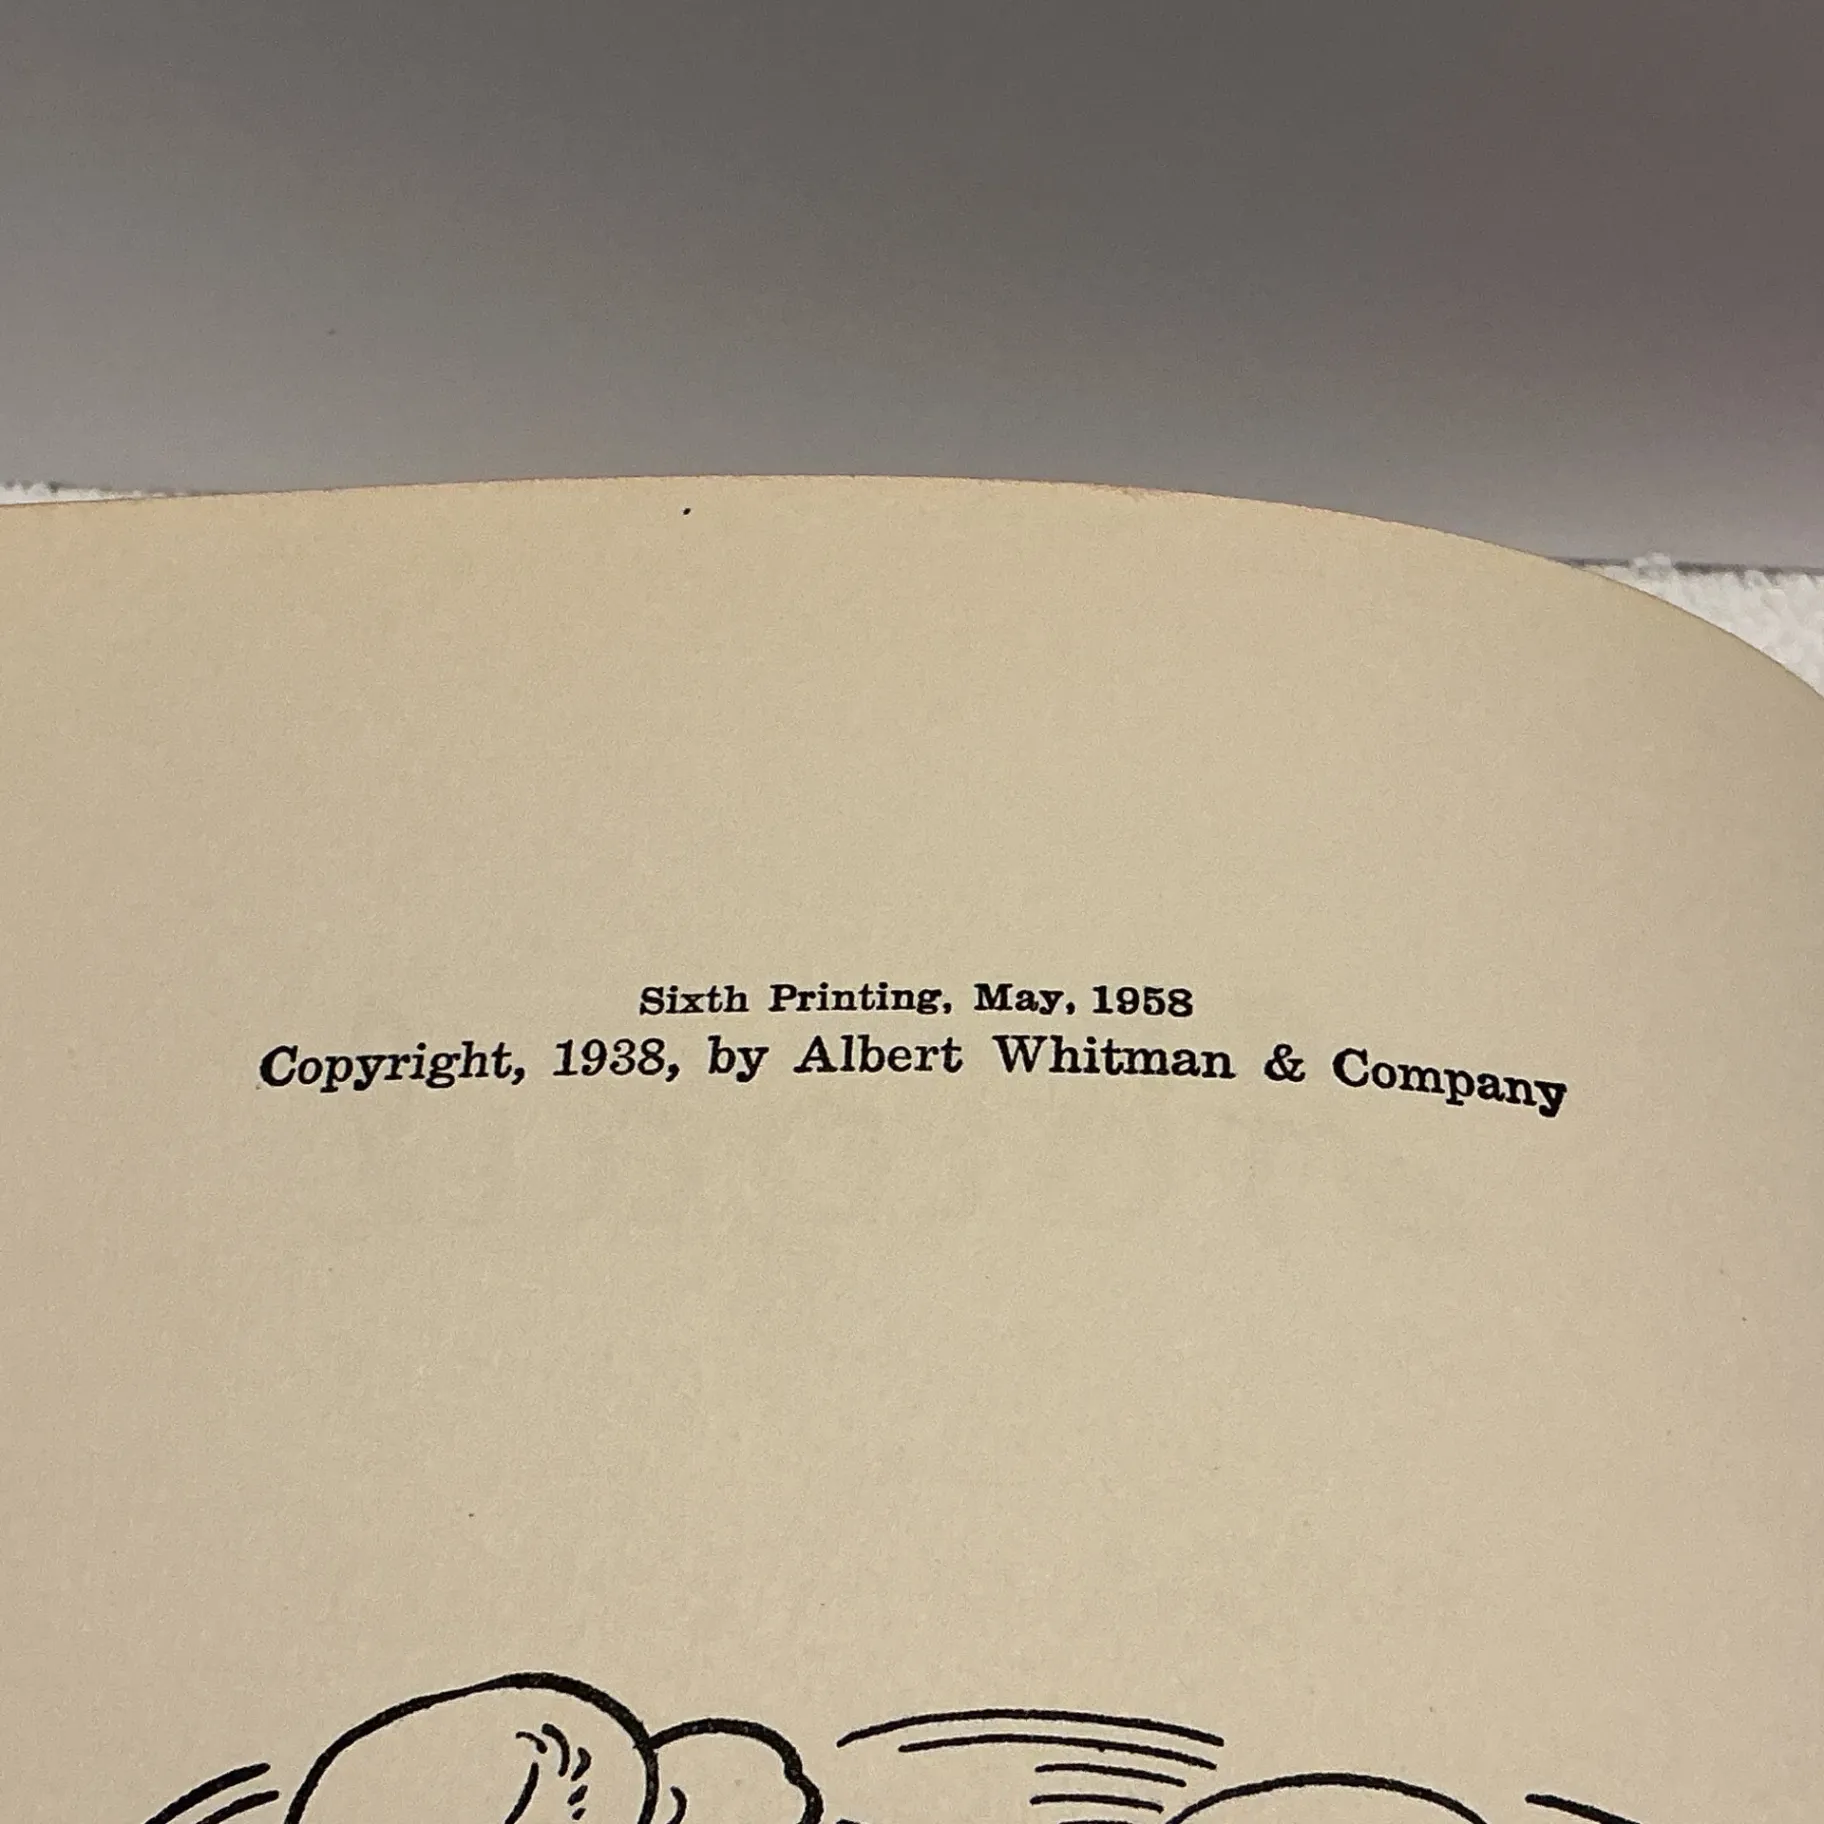 Sixth Printing, May, 1958
Copyright, 1938, by Albert Whitman & Company